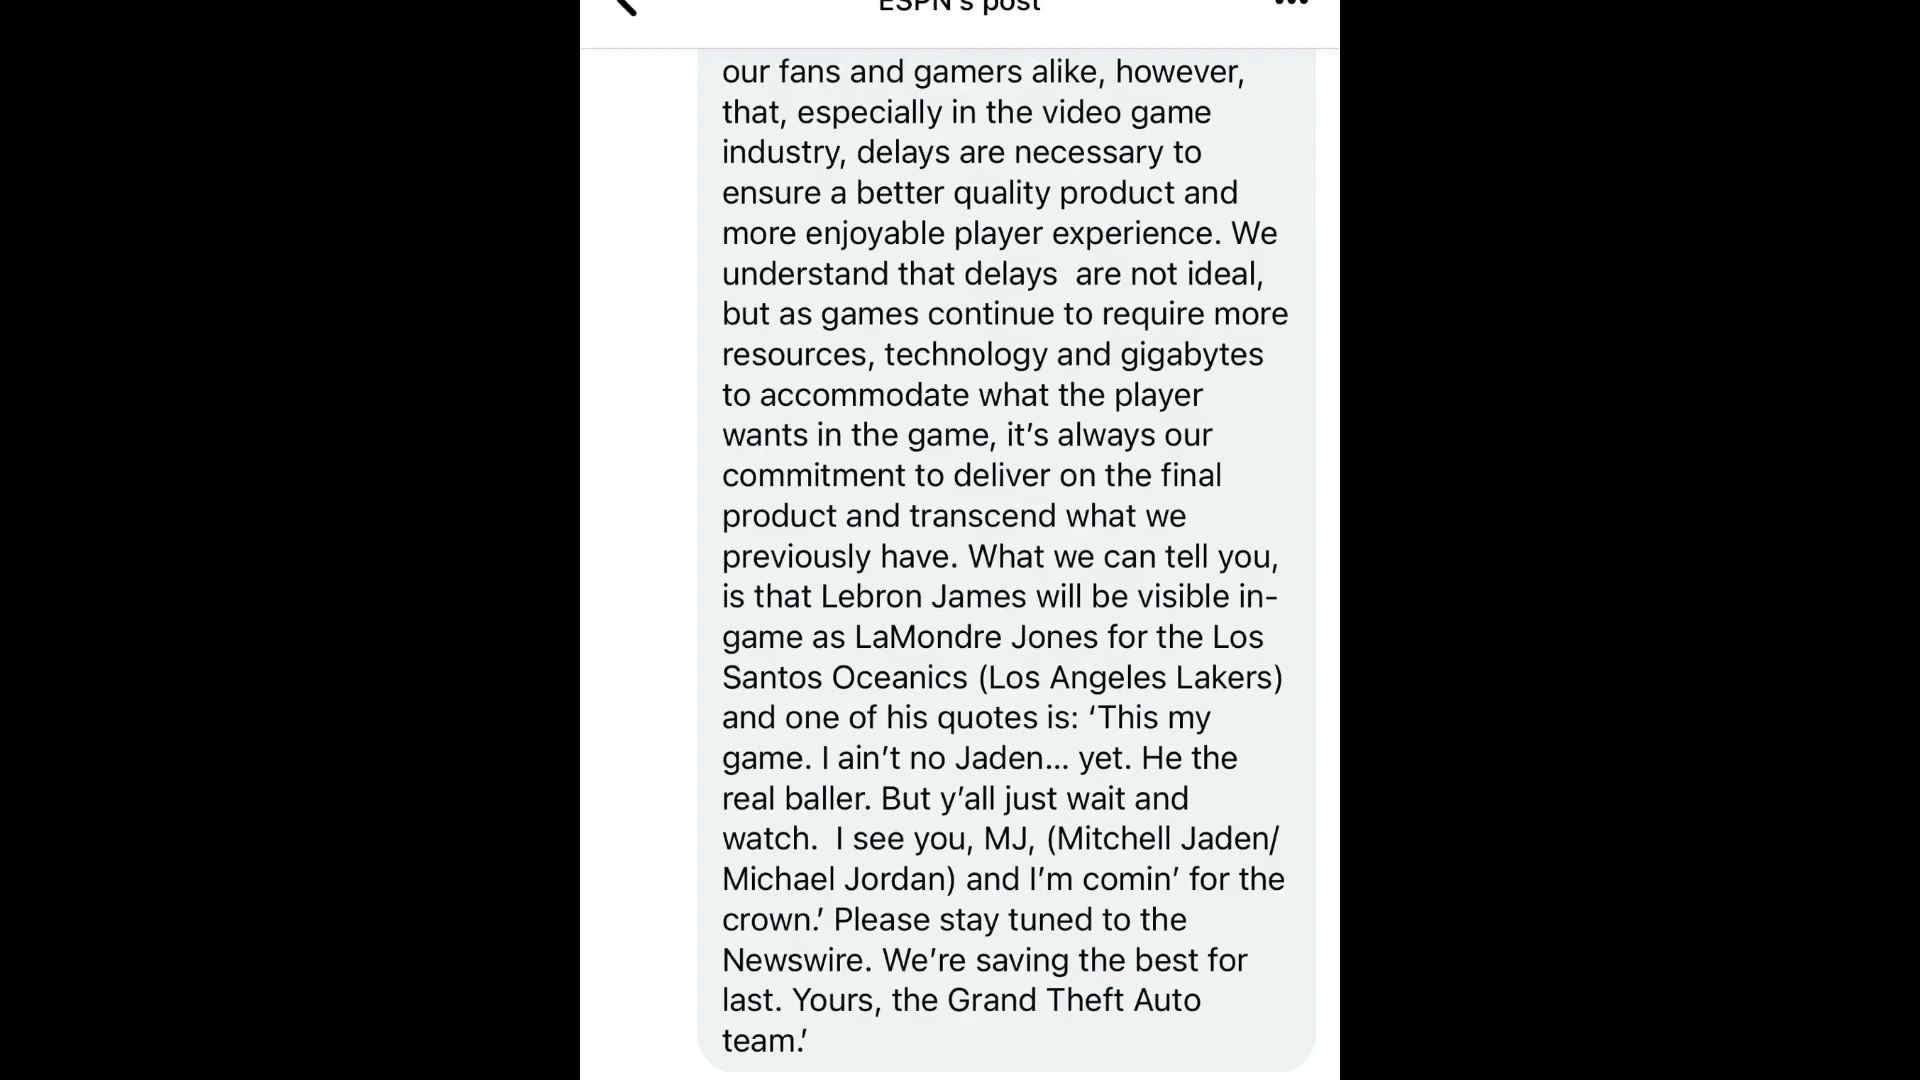 ESPN's post
our fans and gamers alike, however,
that, especially in the video game
industry, delays are necessary to
ensure a better quality product and
more enjoyable player experience. We
understand that delays  are not ideal,
but as games continue to require more
resources, technology and gigabytes
to accommodate what the player
wants in the game, it’s always our
commitment to deliver on the final
product and transcend what we
previously have. What we can tell you,
is that Lebron James will be visible in-
game as LaMondre Jones for the Los
Santos Oceanics (Los Angeles Lakers)
and one of his quotes is: ‘This my
game. I ain’t no Jaden... yet. He the
real baller. But y’all just wait and
watch.  I see you, MJ, (Mitchell Jaden/
Michael Jordan) and I’m comin’ for the
crown.’ Please stay tuned to the
Newswire. We’re saving the best for
last. Yours, the Grand Theft Auto
team.’